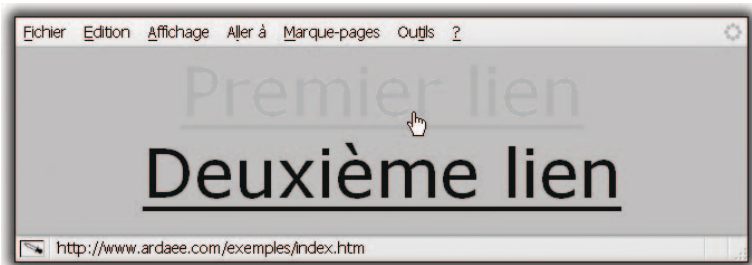 Fichier Edition Affichage Aller à Marque-pages Outils ?
Premier lien
Deuxième lien
http://www.ardaee.com/exemples/index.htm